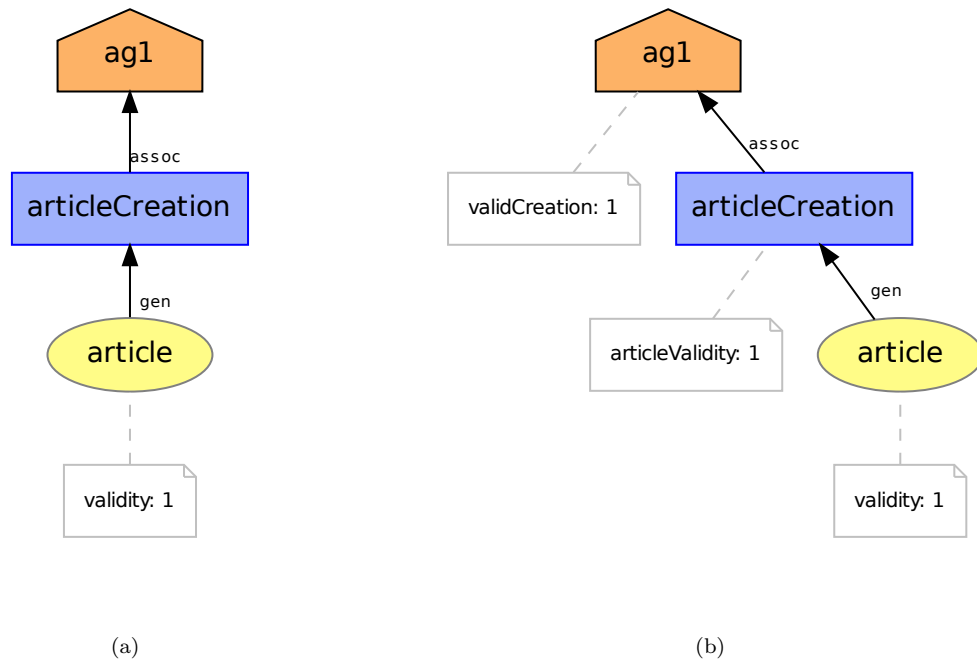 ag1
assoc
articleCreation
gen
article
validity: 1
(a)
ag1
assoc
validCreation: 1
articleCreation
gen
articleValidity: 1
article
validity: 1
(b)